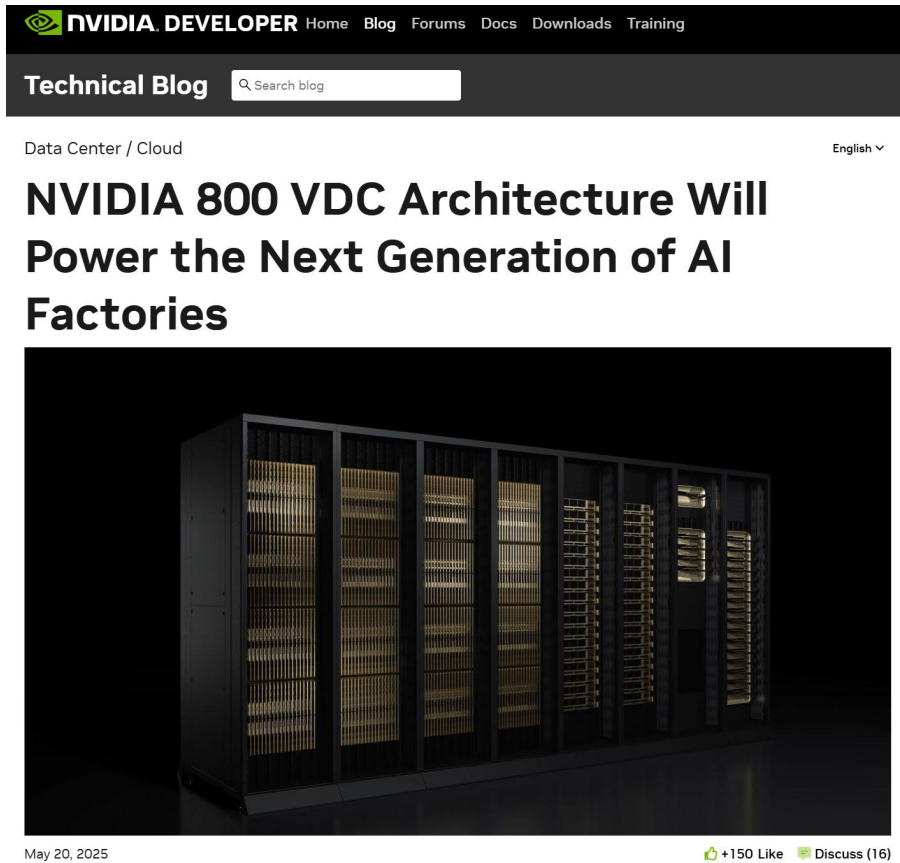 NVIDIA. DEVELOPER Home Blog Forums Docs Downloads Training
Technical Blog Search blog
Data Center / Cloud English
NVIDIA 800 VDC Architecture Will
Power the Next Generation of AI
Factories
May 20, 2025 +150 Like Discuss (16)